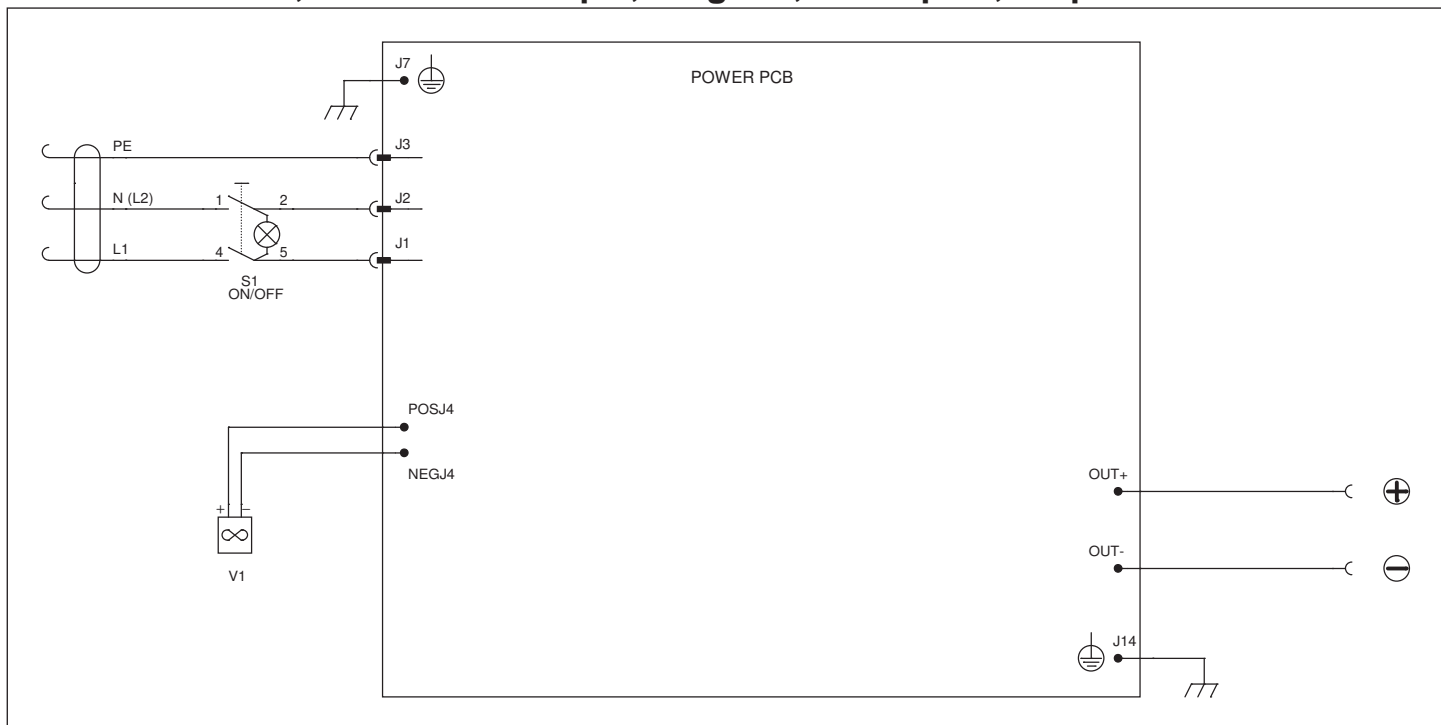 J7
POWER PCB
PE
J3
N (L2)
1
2
J2
L1
4
5
J1
S1
ON/OFF
POSJ4
NEGJ4
+
−
V1
OUT+
OUT-
J14